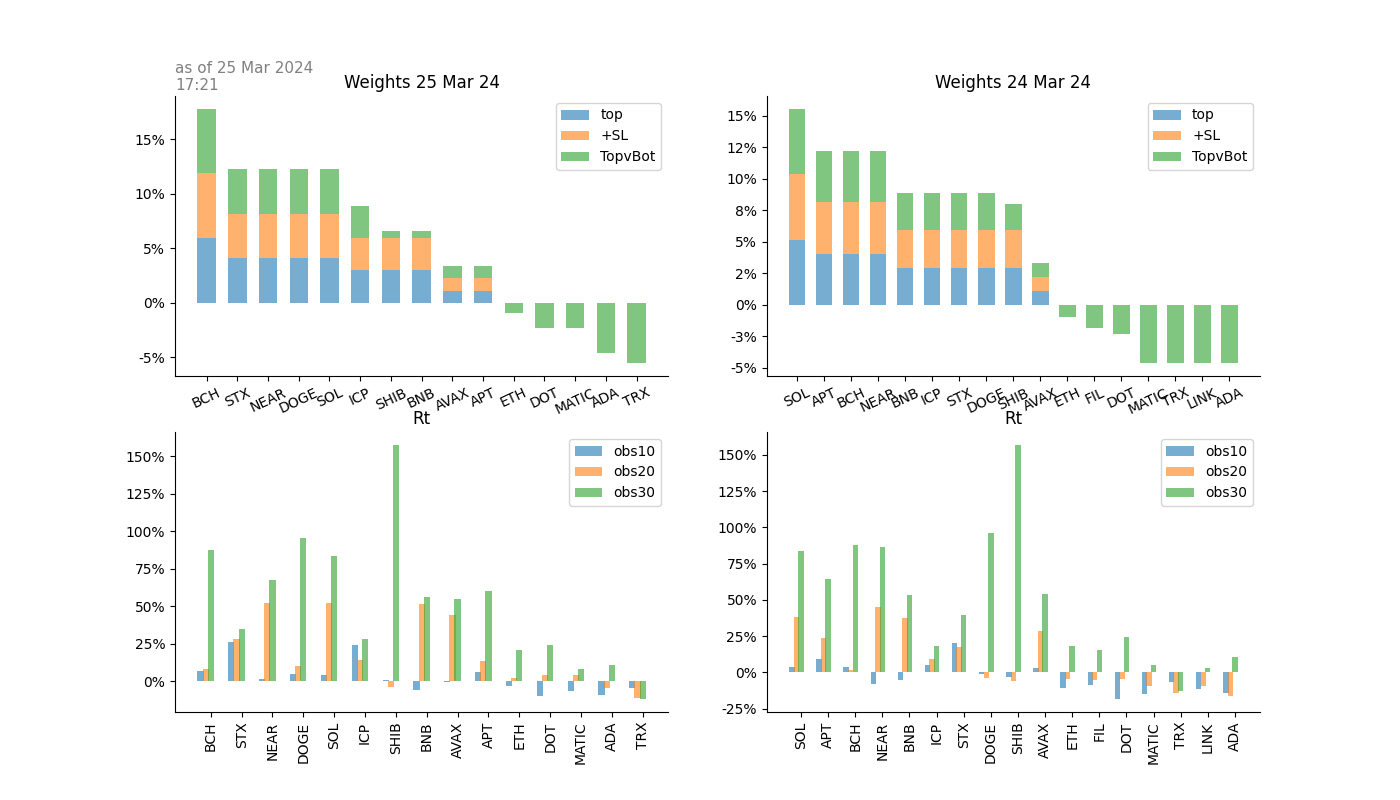 as of 25 Mar 2024
17:21
Weights 25 Mar 24
15%
10%
5%
0%
-5%
top
+SL
TopvBot
BCH STX NEAR DOGE SOL ICP SHIB BNB AVAX APT ETH DOT MATIC ADA TRX
Weights 24 Mar 24
15%
12%
10%
8%
5%
2%
0%
-3%
-5%
top
+SL
TopvBot
SOL APT BCH NEAR BNB ICP STX DOGE SHIB AVAX ETH FIL DOT MATIC TRX LINK ADA
Rt
150%
125%
100%
75%
50%
25%
0%
obs10
obs20
obs30
BCH STX NEAR DOGE SOL ICP SHIB BNB AVAX APT ETH DOT MATIC ADA TRX
Rt
150%
125%
100%
75%
50%
25%
0%
-25%
obs10
obs20
obs30
SOL APT BCH NEAR BNB ICP STX DOGE SHIB AVAX ETH FIL DOT MATIC TRX LINK ADA